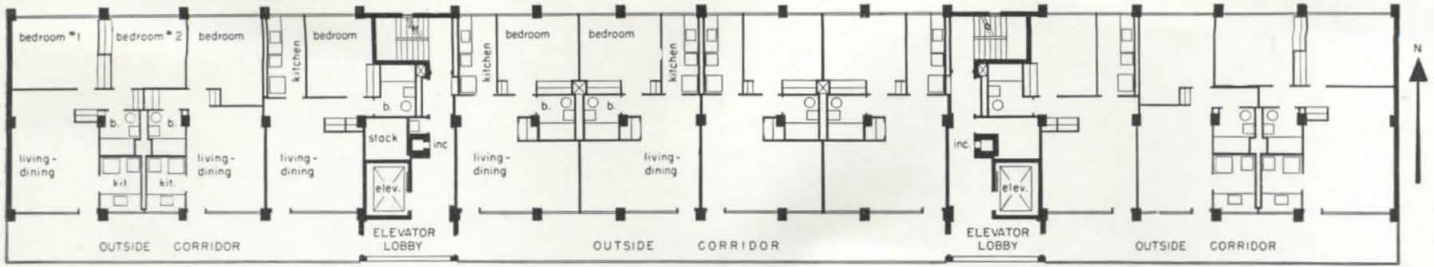 bedroom #1
bedroom #2
bedroom
kitchen
bedroom
kitchen
bedroom
bedroom
kitchen
N
b.
b.
b.
b.
b.
stack
inc.
inc.
living-
dining
living-
dining
living-
dining
living-
dining
living-
dining
kit.
kit.
elev.
elev.
OUTSIDE CORRIDOR
ELEVATOR
LOBBY
OUTSIDE CORRIDOR
ELEVATOR
LOBBY
OUTSIDE CORRIDOR